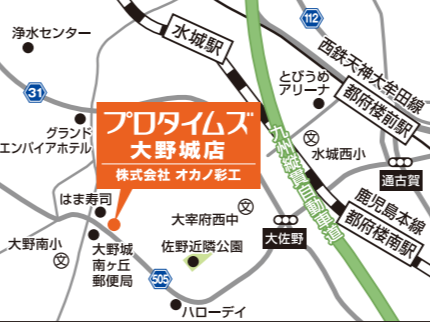 浄水センター
水城駅
112
西鉄天神大牟田線
とびうめ
アリーナ
都府楼前駅
31
グランド
エンパイアホテル
プロタイムズ
大野城店
株式会社 オカノ彩工
九州縦貫自動車道
水城西小
通古賀
鹿児島本線
都府楼南駅
はま寿司
大宰府西中
大佐野
大野南小
大野城
南ヶ丘
郵便局
佐野近隣公園
505
ハローデイ